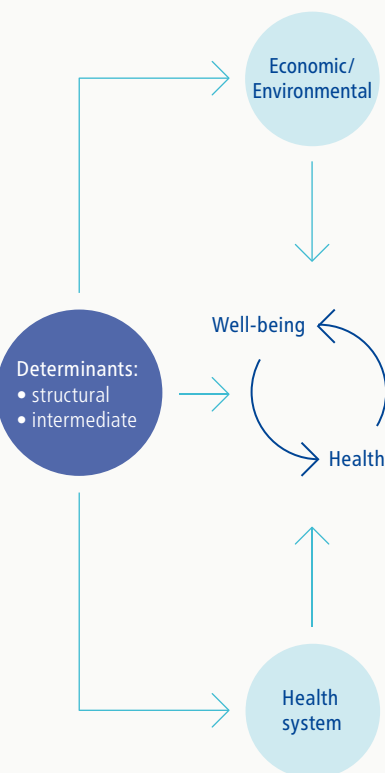 Economic/
Environmental
Well-being
Determinants:
• structural
• intermediate
Health
Health
system